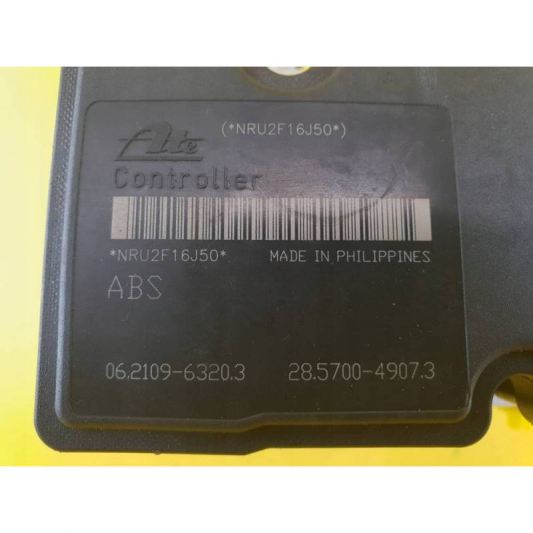 (*NRU2F16J50*)
Ate
Controller
*NRU2F16J50* MADE IN PHILIPPINES
ABS
06.2109-6320.3 28.5700-4907.3